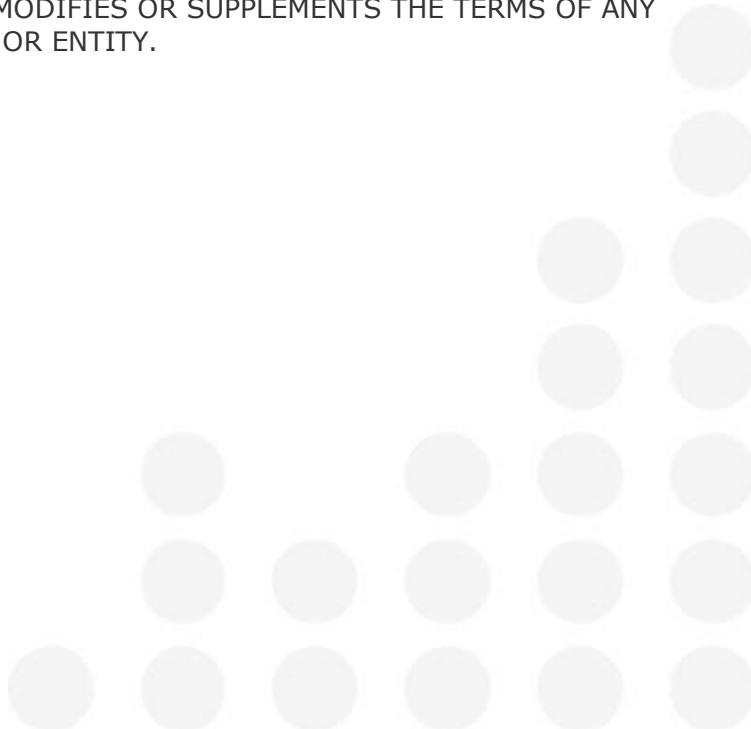 MODIFIES OR SUPPLEMENTS THE TERMS OF ANY
OR ENTITY.